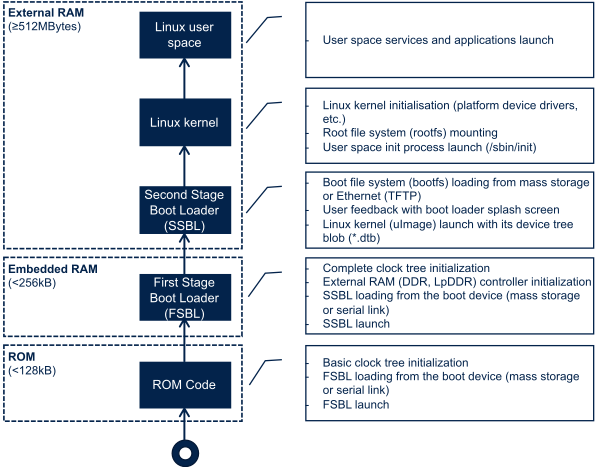 External RAM
(≥512MBytes)
Linux user
space
User space services and applications launch
Linux kernel
Linux kernel initialisation (platform device drivers,
etc.)
Root file system (rootfs) mounting
User space init process launch (/sbin/init)
Second Stage
Boot Loader
(SSBL)
Boot file system (bootfs) loading from mass storage
or Ethernet (TFTP)
User feedback with boot loader splash screen
Linux kernel (uImage) launch with its device tree
blob (*.dtb)
Embedded RAM
(<256kB)
First Stage
Boot Loader
(FSBL)
Complete clock tree initialization
External RAM (DDR, LpDDR) controller initialization
SSBL loading from the boot device (mass storage
or serial link)
SSBL launch
ROM
(<128kB)
ROM Code
Basic clock tree initialization
FSBL loading from the boot device (mass storage
or serial link)
FSBL launch